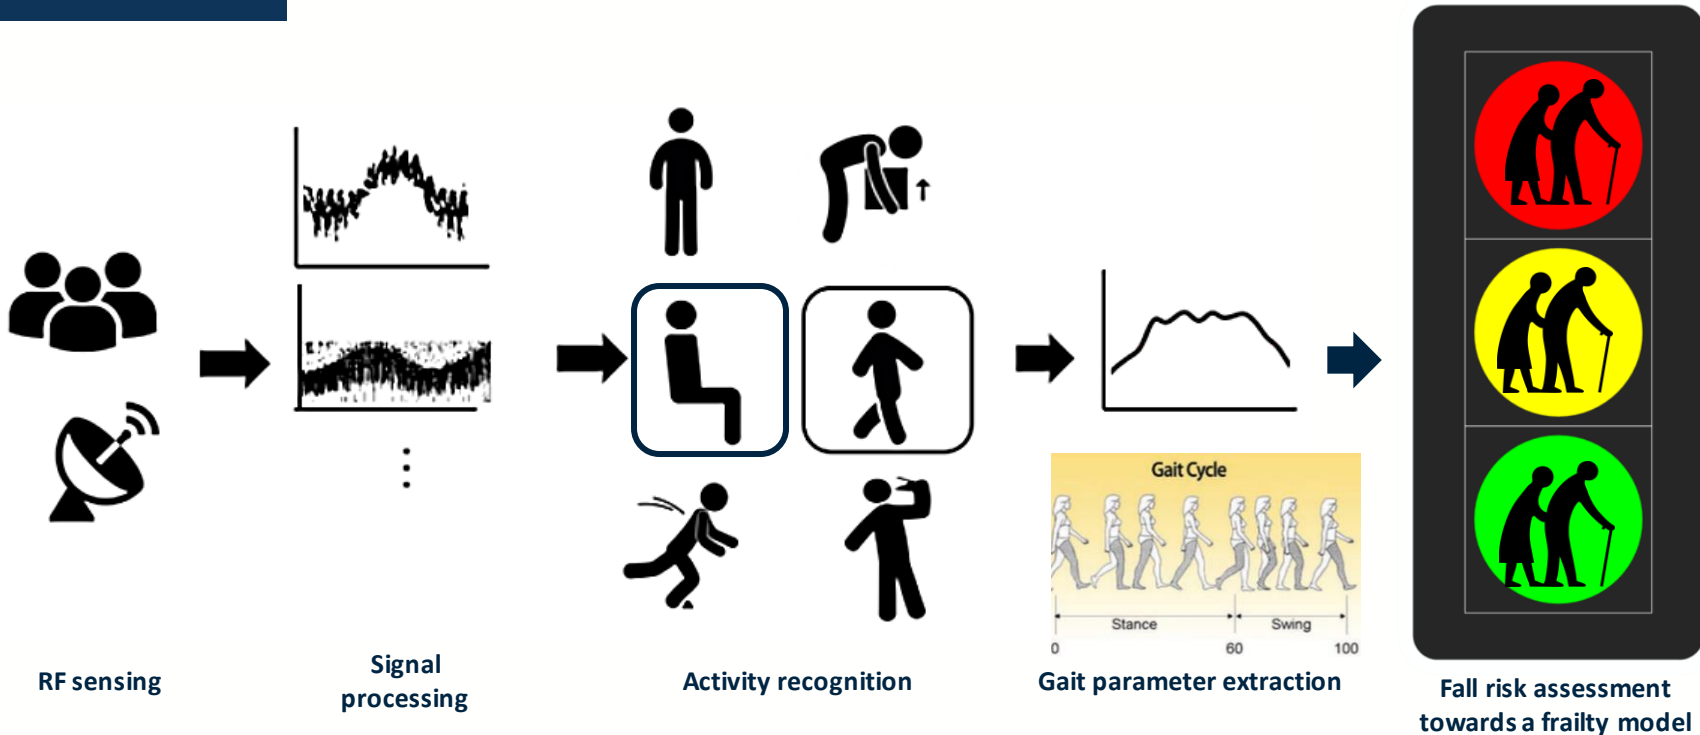 Gait Cycle
Stance
Swing
0
60
100
RF sensing
Signal
processing
Activity recognition
Gait parameter extraction
Fall risk assessment
towards a frailty model